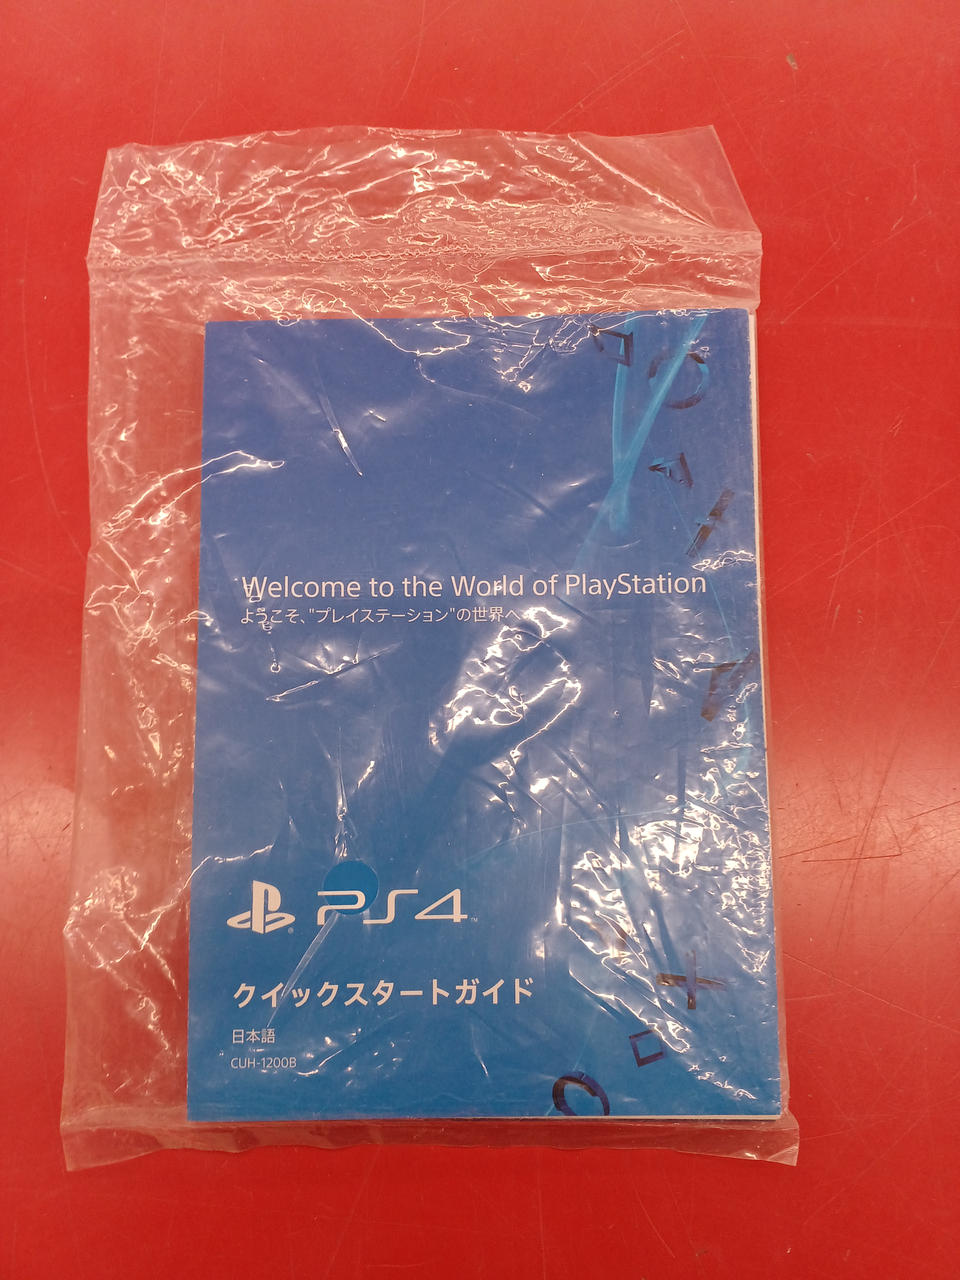 Welcome to the World of PlayStation
ようこそ、"プレイステーション"の世界へ
PS4™
クイックスタートガイド
日本語
CUH-1200B